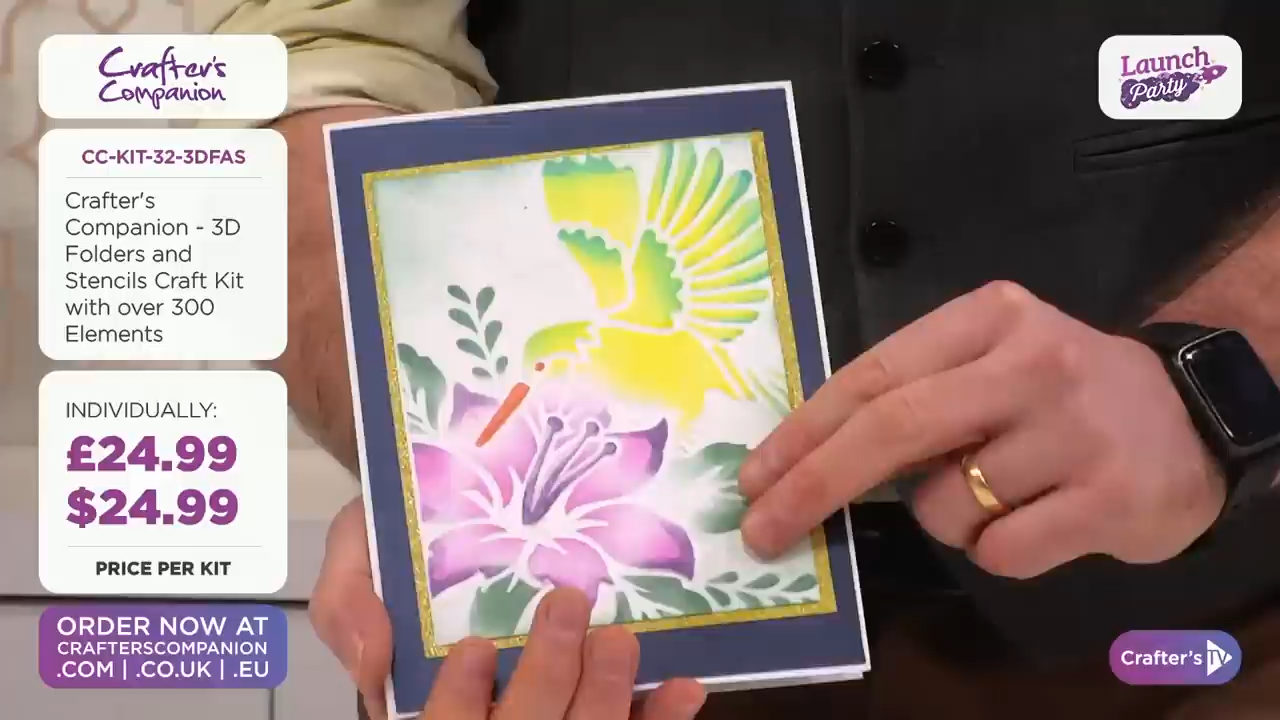 Crafter's
Companion
CC-KIT-32-3DFAS
Crafter's
Companion - 3D
Folders and
Stencils Craft Kit
with over 300
Elements
INDIVIDUALLY:
£24.99
$24.99
PRICE PER KIT
ORDER NOW AT
CRAFTERSCOMPANION
.COM | .CO.UK | .EU
Launch
Party
Crafter's TV